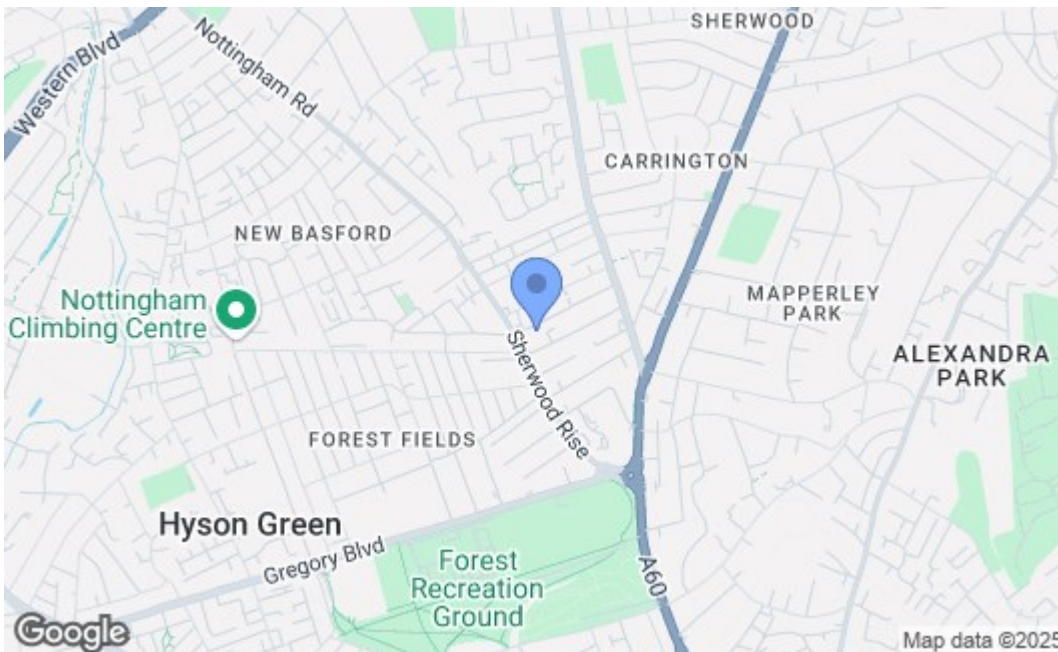 SHERWOOD
Western Blvd
Nottingham Rd
CARRINGTON
NEW BASFORD
Nottingham
Climbing Centre
MAPPERLEY
PARK
Sherwood Rise
ALEXANDRA
PARK
FOREST FIELDS
Hyson Green
Gregory Blvd
Forest
Recreation
Ground
A60
Google
Map data ©2025